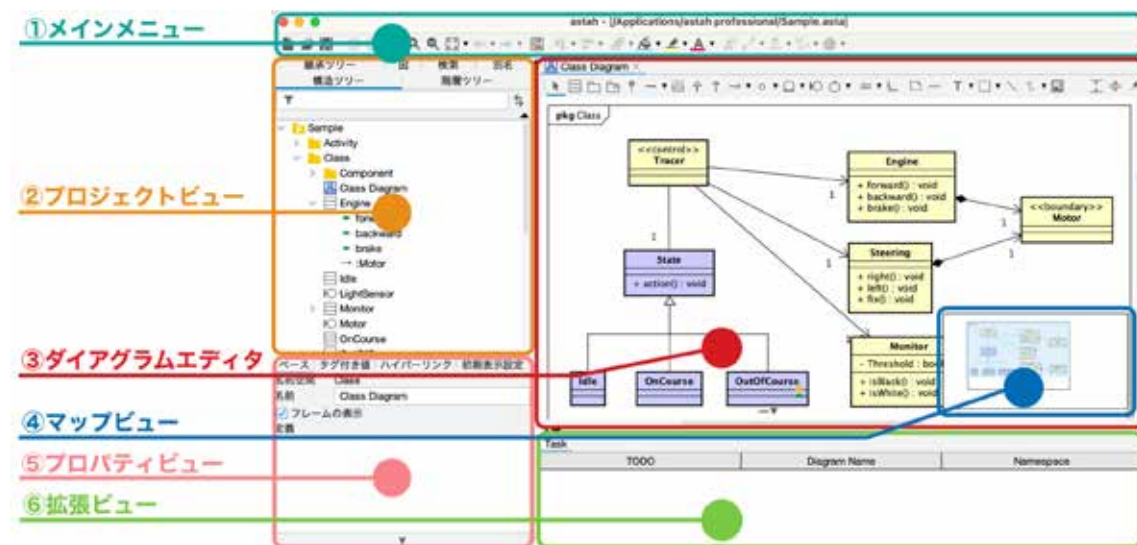 ①メインメニュー
②プロジェクトビュー
③ダイアグラムエディタ
④マップビュー
⑤プロパティビュー
⑥拡張ビュー
astah - [/Applications/astah professional/Sample.asta]
継承ツリー 図 検索 別名
構造ツリー 階層ツリー
Sample
Activity
Class
Component
Class Diagram
Engine
backward
brake
:Motor
Idle
LightSensor
Monitor
Motor
OnCourse
ベース タグ付き値 ハイパーリンク 初期表示設定
名前空間 Class
名前 Class Diagram
フレームの表示
定義
Class Diagram
pkg Class
<<control>>
Tracer
Engine
+ forward() : void
+ backward() : void
+ brake() : void
1
<<boundary>>
Motor
1
1
State
+ action() : void
1
Steering
+ right() : void
+ left() : void
+ fix() : void
1
Monitor
- Threshold :
+ isBlack() : void
+ isWhite() : void
Idle
OnCourse
OutOfCourse
Task
TODO Diagram Name Namespace